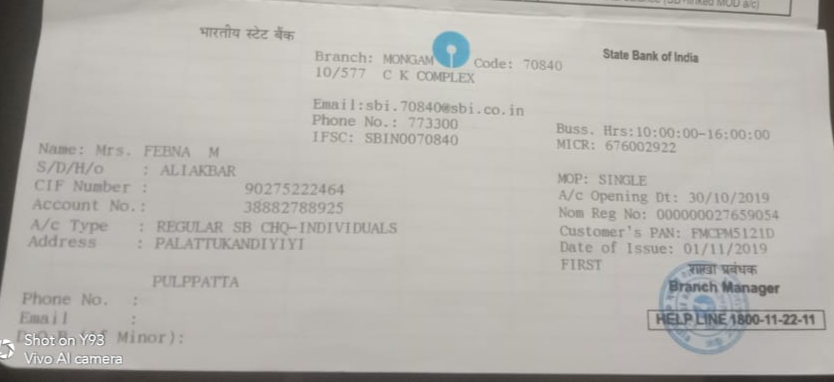 भारतीय स्टेट बैंक
State Bank of India
Branch: MONGAM Code: 70840
10/577 C K COMPLEX
Email:sbi.70840@sbi.co.in
Phone No.: 773300
IFSC: SBIN0070840
Buss. Hrs:10:00:00-16:00:00
MICR: 676002922
Name: Mrs. FEBNA M
S/D/H/o : ALIAKBAR
CIF Number : 90275222464
Account No.: 38882788925
A/c Type : REGULAR SB CHQ-INDIVIDUALS
Address : PALATTUKANDIYIYI
PULPPATTA
Phone No. :
Email :
Minor):
MOP: SINGLE
A/c Opening Dt: 30/10/2019
Nom Reg No: 000000027659054
Customer's PAN: FMCPM5121D
Date of Issue: 01/11/2019
FIRST
शाखा प्रबंधक
Branch Manager
HELP LINE 1800-11-22-11
Shot on Y93
Vivo AI camera